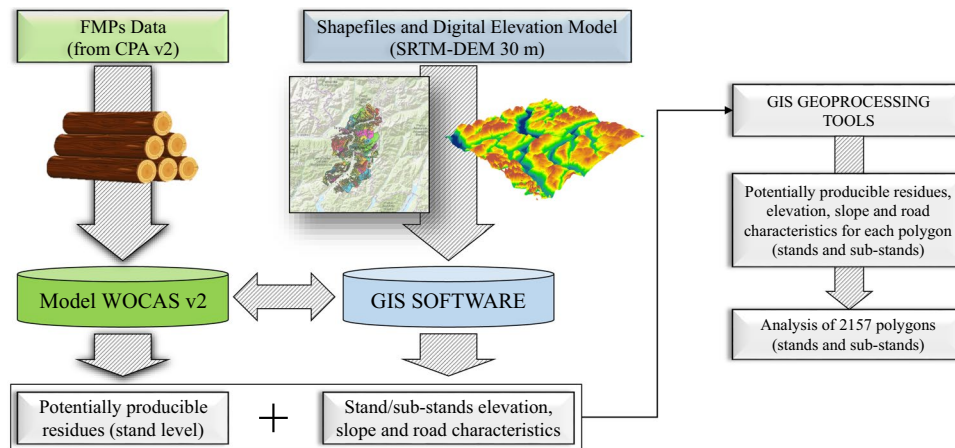 FMPs Data
(from CPA v2)
Shapefiles and Digital Elevation Model
(SRTM-DEM 30 m)
Model WOCAS v2
GIS SOFTWARE
Potentially producible
residues (stand level)
+
Stand/sub-stands elevation,
slope and road characteristics
GIS GEOPROCESSING
TOOLS
Potentially producible residues,
elevation, slope and road
characteristics for each polygon
(stands and sub-stands)
Analysis of 2157 polygons
(stands and sub-stands)